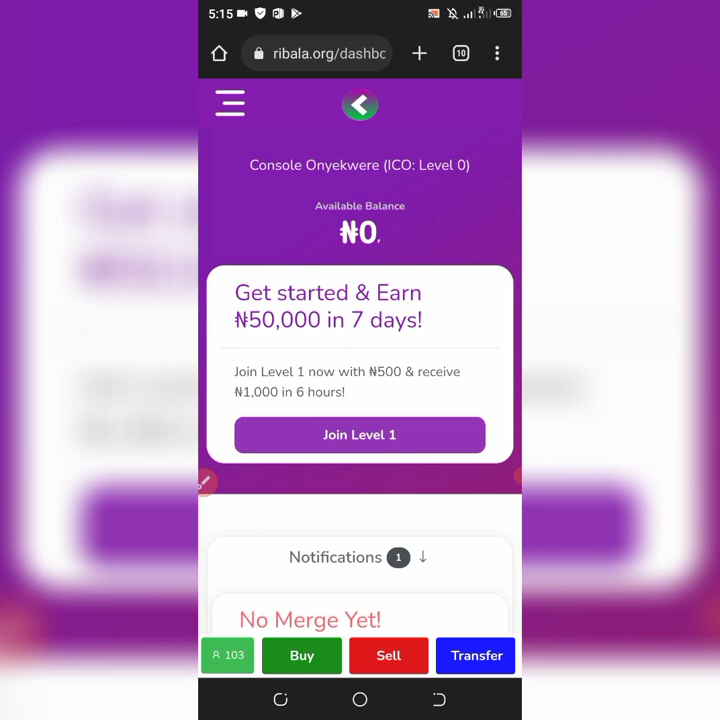 5:15
65
ribala.org/dashbc
10
Console Onyekwere (ICO: Level 0)
Available Balance
₦0.
Get started & Earn
₦50,000 in 7 days!
Join Level 1 now with ₦500 & receive
₦1,000 in 6 hours!
Join Level 1
Notifications 1 ↓
No Merge Yet!
103 Buy Sell Transfer